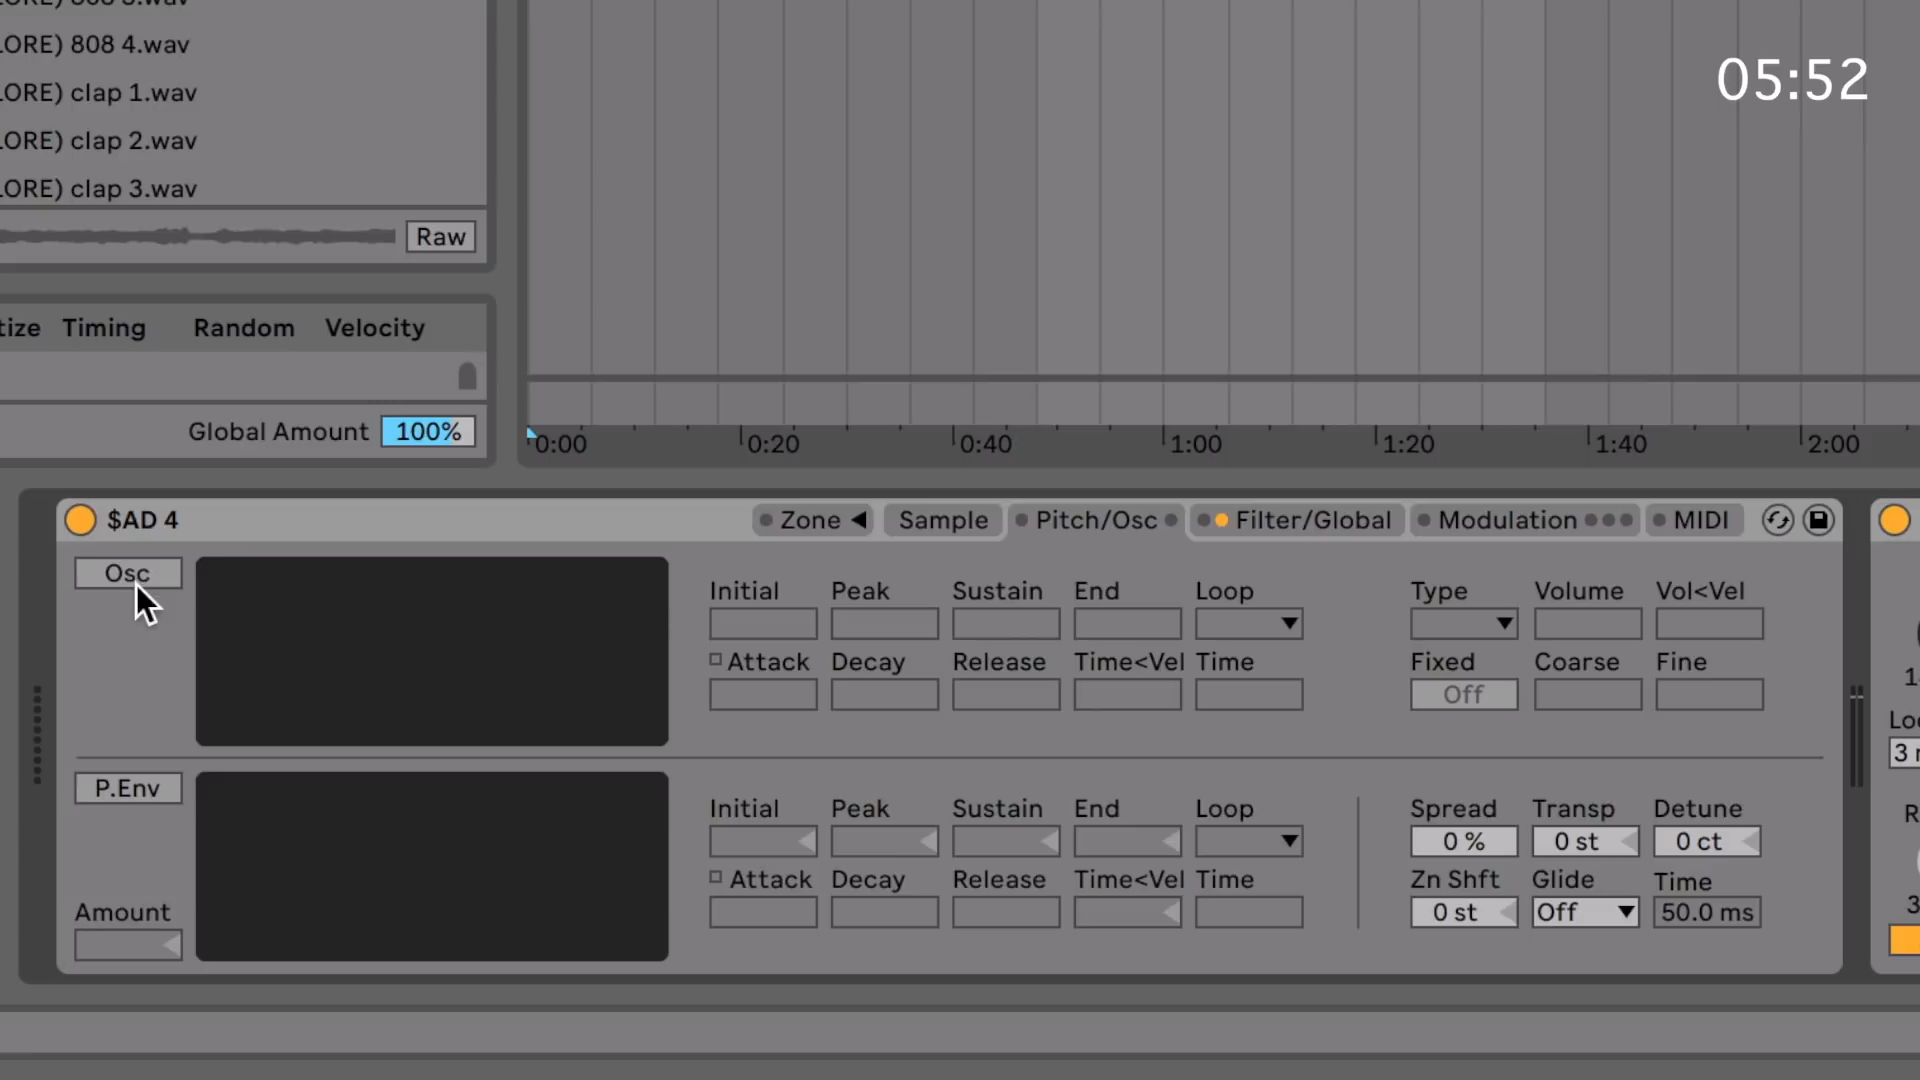 LORE) 808 4.wav
LORE) clap 1.wav
LORE) clap 2.wav
LORE) clap 3.wav
Raw
05:52
tize Timing Random Velocity
Global Amount 100%
0:00 0:20 0:40 1:00 1:20 1:40 2:00
$AD 4 Zone Sample Pitch/Osc Filter/Global Modulation MIDI
Osc
Initial Peak Sustain End Loop Type Volume Vol<Vel
Attack Decay Release Time<Vel Time Fixed Coarse Fine
Off
P.Env
Initial Peak Sustain End Loop Spread Transp Detune
0 % 0 st 0 ct
Attack Decay Release Time<Vel Time Zn Shft Glide Time
Amount
0 st Off 50.0 ms